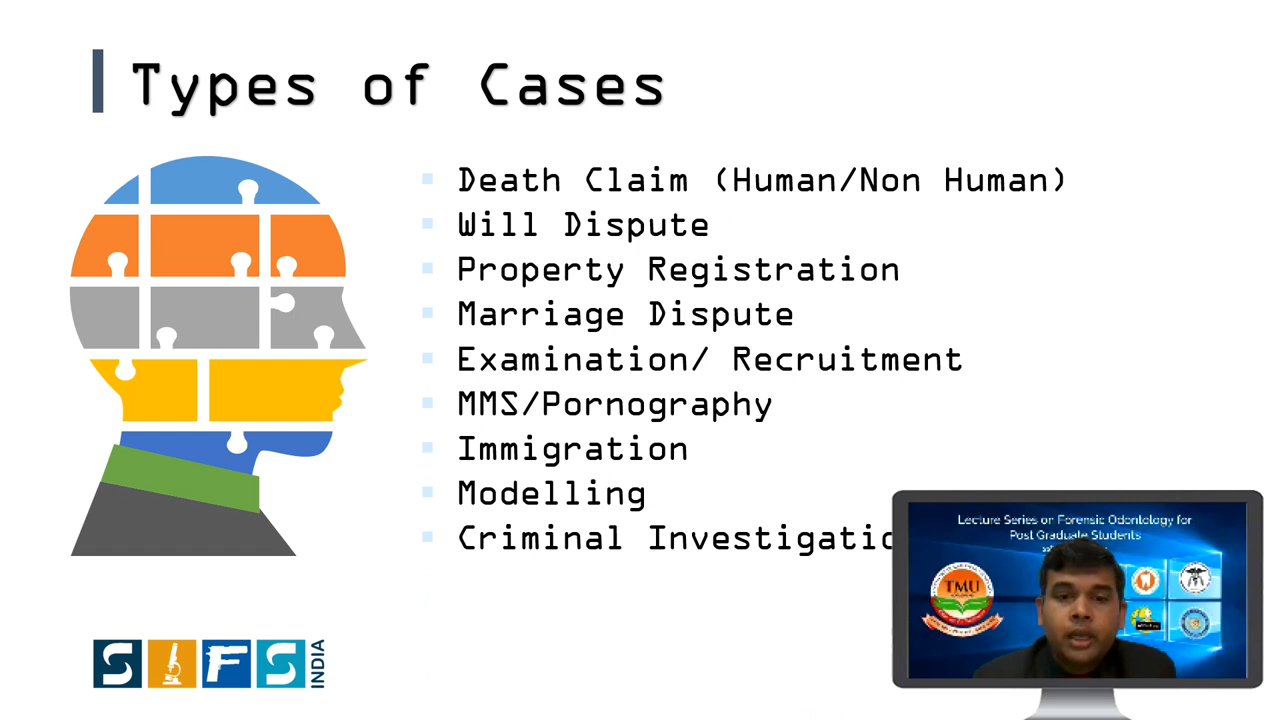 Types of Cases
Death Claim (Human/Non Human)
Will Dispute
Property Registration
Marriage Dispute
Examination/ Recruitment
MMS/Pornography
Immigration
Modelling
Criminal Investigatio
Lecture Series on Forensic Odontology for
Post Graduate Students
TMU
SIFS
INDIA